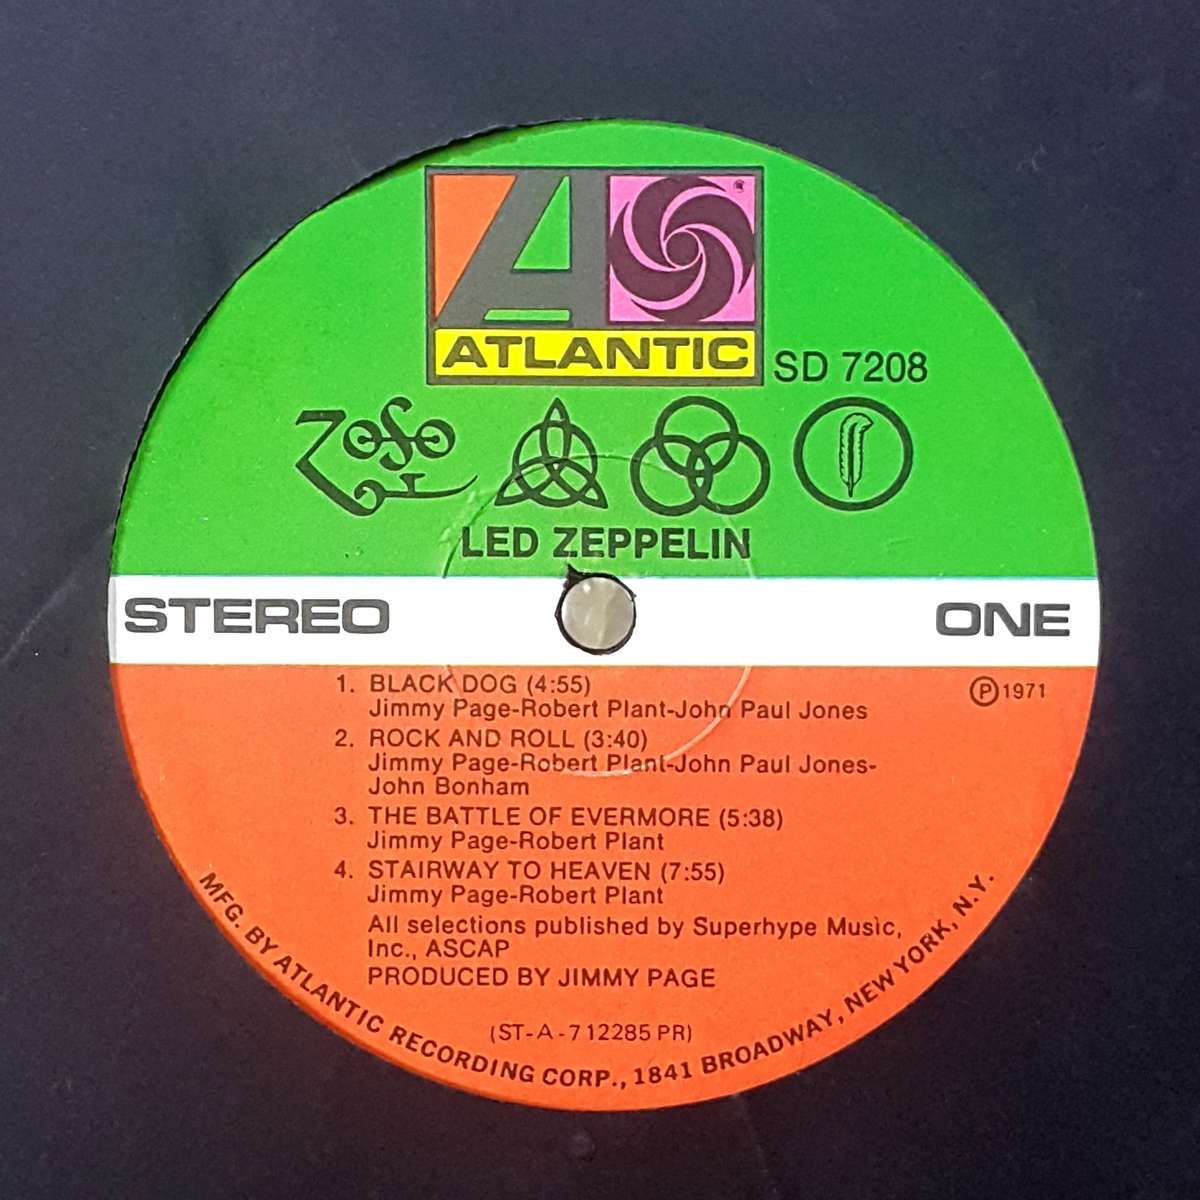 ATLANTIC
®
SD 7208
LED ZEPPELIN
STEREO
ONE
1. BLACK DOG (4:55)
℗ 1971
Jimmy Page-Robert Plant-John Paul Jones
2. ROCK AND ROLL (3:40)
Jimmy Page-Robert Plant-John Paul Jones-
John Bonham
3. THE BATTLE OF EVERMORE (5:38)
Jimmy Page-Robert Plant
4. STAIRWAY TO HEAVEN (7:55)
Jimmy Page-Robert Plant
All selections published by Superhype Music,
Inc., ASCAP
PRODUCED BY JIMMY PAGE
(ST-A-712285 PR)
MFG. BY ATLANTIC RECORDING CORP., 1841 BROADWAY, NEW YORK, N.Y.